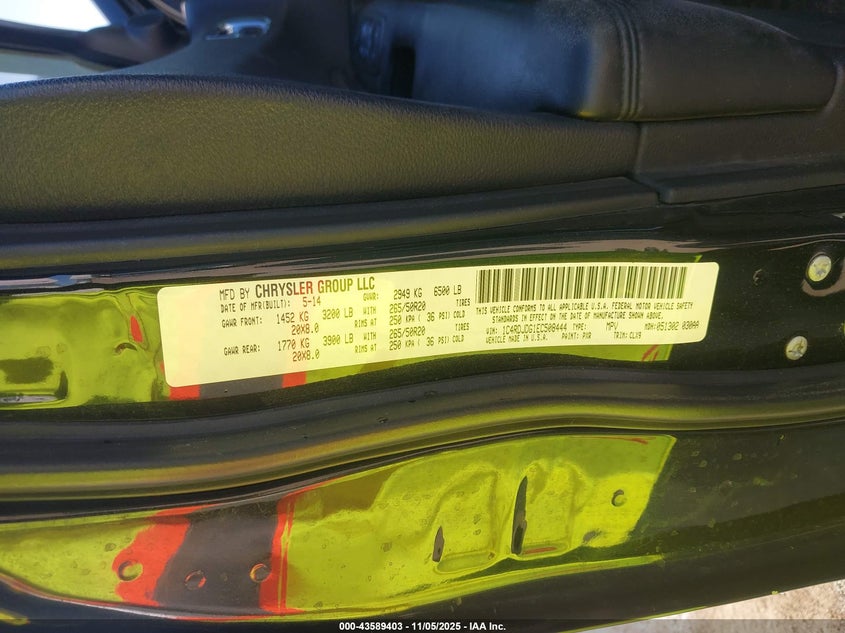 MFD BY CHRYSLER GROUP LLC
DATE OF MFR(BUILT): 5-14 GVWR: 2949 KG 6500 LB
GAWR FRONT: 1452 KG 3200 LB WITH 265/50R20 TIRES
20X8.0 RIMS AT 250 KPA ( 36 PSI) COLD
GAWR REAR: 1770 KG 3900 LB WITH 265/50R20 TIRES
20X8.0 RIMS AT 250 KPA ( 36 PSI) COLD
THIS VEHICLE CONFORMS TO ALL APPLICABLE U.S.A. FEDERAL MOTOR VEHICLE SAFETY
STANDARDS IN EFFECT ON THE DATE OF MANUFACTURE SHOWN ABOVE.
VIN: 1C4RDJDG1EC509444 TYPE: MPV MDH: 051302 030AA
VEHICLE MADE IN U.S.A. PAINT: PXR TRIM: CLX9
000-43589403 - 11/05/2025 - IAA Inc.